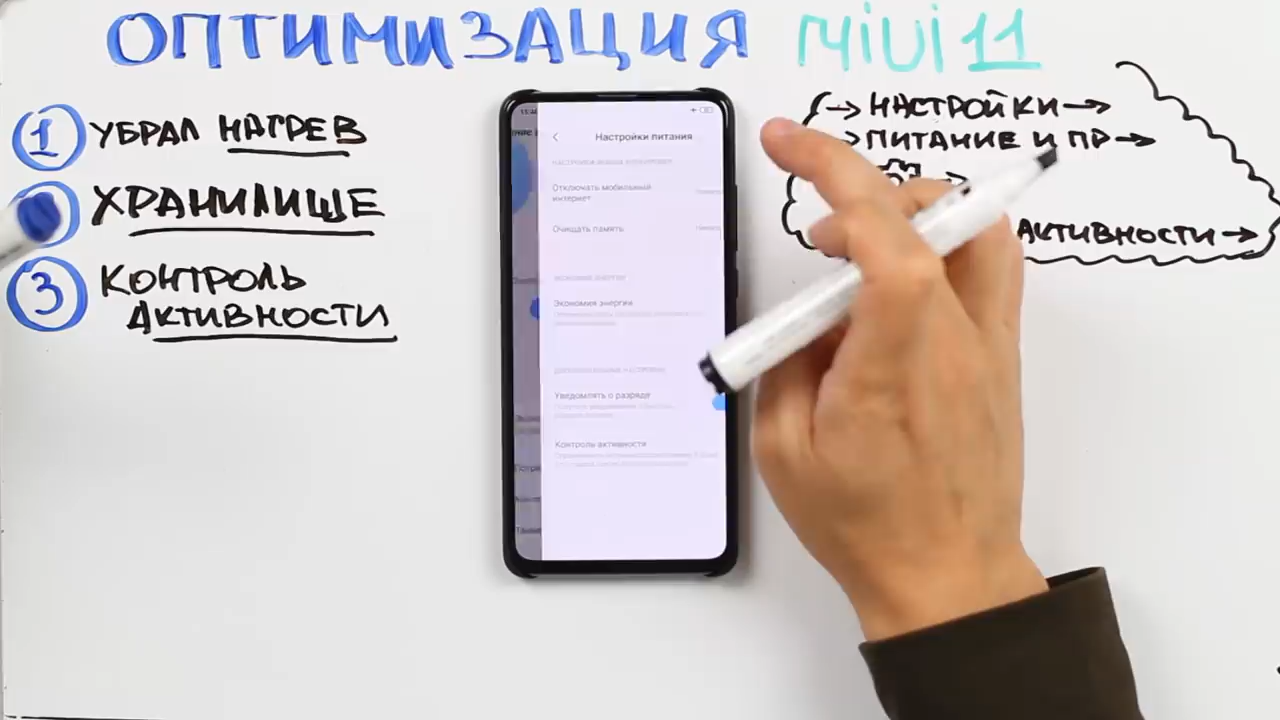 ОПТИМИЗАЦИЯ MIUI 11
1 УБРАЛ НАГРЕВ
ХРАНИЛИЩЕ
3 КОНТРОЛЬ
АКТИВНОСТИ
→ НАСТРОЙКИ →
→ ПИТАНИЕ И ПР →
АКТИВНОСТИ →
Настройки питания
Отключать мобильный
интернет
Очищать память
Экономия энергии
Уведомлять о разряде
Контроль активности